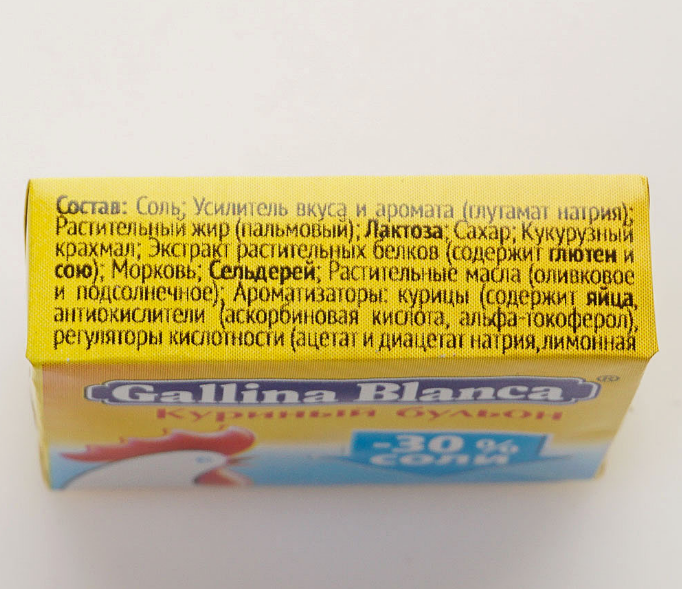 Состав: Соль; Усилитель вкуса и аромата (глутамат натрия);
Растительный жир (пальмовый); Лактоза; Сахар; Кукурузный
крахмал; Экстракт растительных белков (содержит глютен и
сою); Морковь; Сельдерей; Растительные масла (оливковое
и подсолнечное); Ароматизаторы: курицы (содержит яйца,
антиокислители (аскорбиновая кислота, альфа-токоферол),
регуляторы кислотности (ацетат и диацетат натрия, лимонная
Gallina Blanca®
Куриный бульон
-30 %
соли